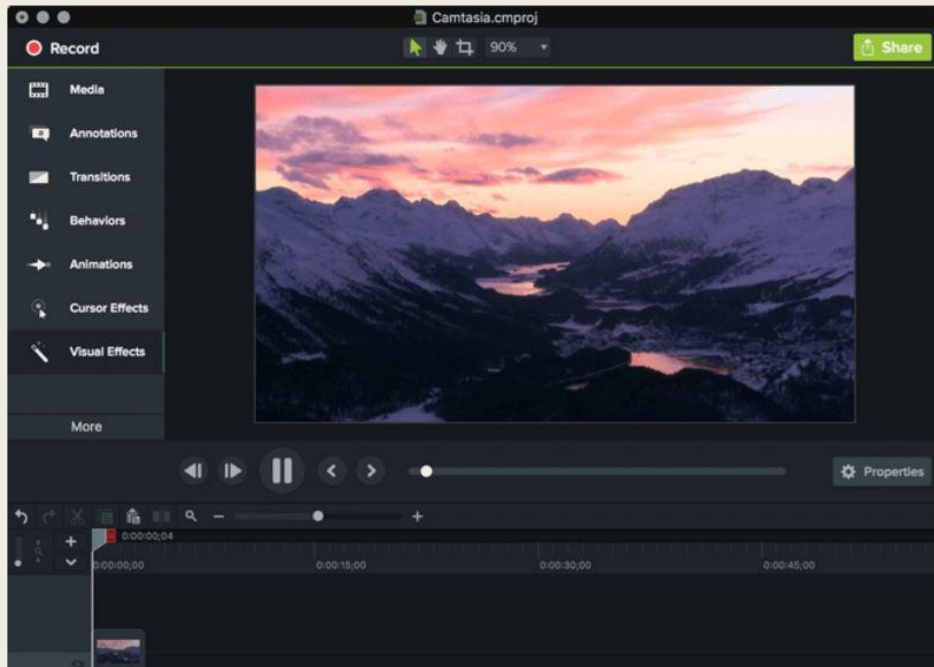 Camtasia.cmproj
Record
90%
Share
Media
Annotations
Transitions
Behaviors
Animations
Cursor Effects
Visual Effects
More
Properties
0:00:00;04
0:00:00;00 0:00:15;00 0:00:30;00 0:00:45;00